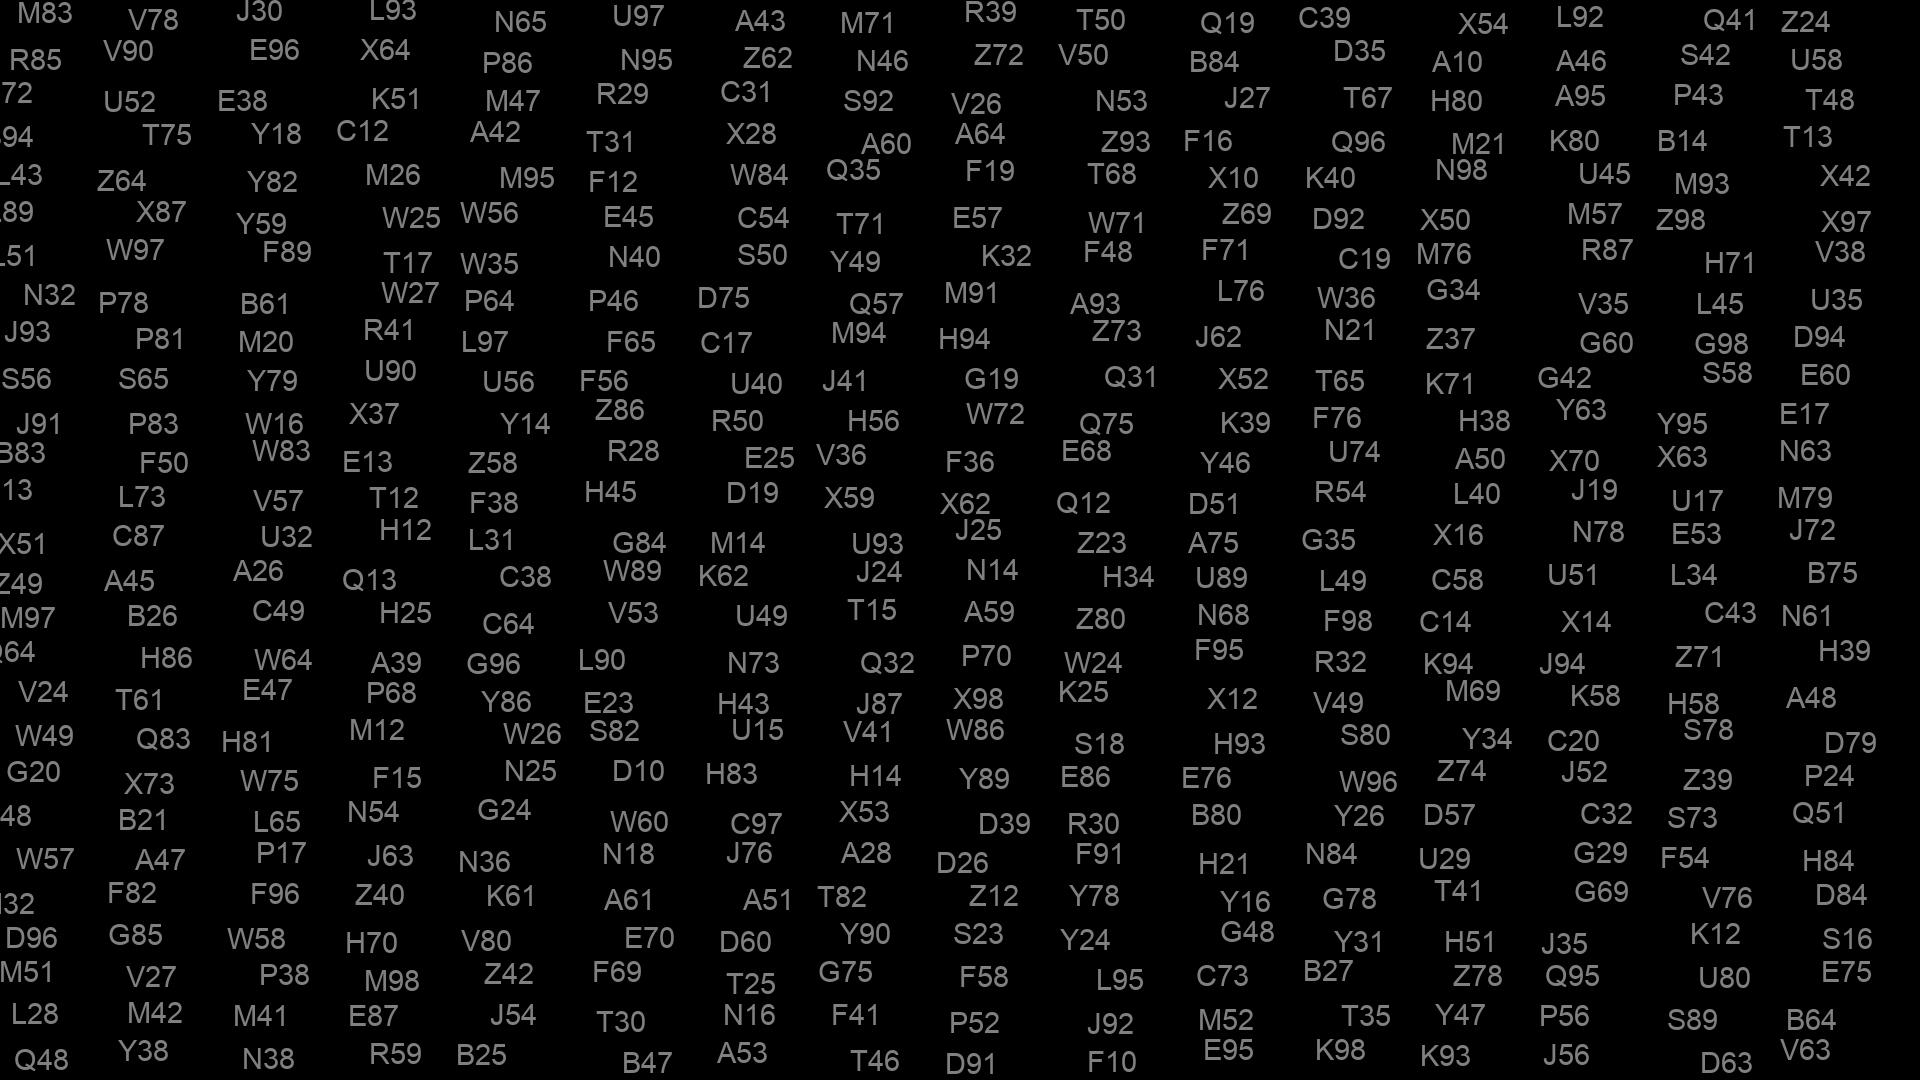 M83 V78 J30 L93 N65 U97 A43 M71 R39 T50 Q19 C39 X54 L92 Q41 Z24
R85 V90 E96 X64 P86 N95 Z62 N46 Z72 V50 B84 D35 A10 A46 S42 U58
72 U52 E38 K51 M47 R29 C31 S92 V26 N53 J27 T67 H80 A95 P43 T48
94 T75 Y18 C12 A42 T31 X28 A60 A64 Z93 F16 Q96 M21 K80 B14 T13
L43 Z64 Y82 M26 M95 F12 W84 Q35 F19 T68 X10 K40 N98 U45 M93 X42
89 X87 Y59 W25 W56 E45 C54 T71 E57 W71 Z69 D92 X50 M57 Z98 X97
51 W97 F89 T17 W35 N40 S50 Y49 K32 F48 F71 C19 M76 R87 H71 V38
N32 P78 B61 W27 P64 P46 D75 Q57 M91 A93 L76 W36 G34 V35 L45 U35
J93 P81 M20 R41 L97 F65 C17 M94 H94 Z73 J62 N21 Z37 G60 G98 D94
S56 S65 Y79 U90 U56 F56 U40 J41 G19 Q31 X52 T65 K71 G42 S58 E60
J91 P83 W16 X37 Y14 Z86 R50 H56 W72 Q75 K39 F76 H38 Y63 Y95 E17
B83 F50 W83 E13 Z58 R28 E25 V36 F36 E68 Y46 U74 A50 X70 X63 N63
13 L73 V57 T12 F38 H45 D19 X59 X62 Q12 D51 R54 L40 J19 U17 M79
X51 C87 U32 H12 L31 G84 M14 U93 J25 Z23 A75 G35 X16 N78 E53 J72
Z49 A45 A26 Q13 C38 W89 K62 J24 N14 H34 U89 L49 C58 U51 L34 B75
M97 B26 C49 H25 C64 V53 U49 T15 A59 Z80 N68 F98 C14 X14 C43 N61
Q64 H86 W64 A39 G96 L90 N73 Q32 P70 W24 F95 R32 K94 J94 Z71 H39
V24 T61 E47 P68 Y86 E23 H43 J87 X98 K25 X12 V49 M69 K58 H58 A48
W49 Q83 H81 M12 W26 S82 U15 V41 W86 S18 H93 S80 Y34 C20 S78 D79
G20 X73 W75 F15 N25 D10 H83 H14 Y89 E86 E76 W96 Z74 J52 Z39 P24
48 B21 L65 N54 G24 W60 C97 X53 D39 R30 B80 Y26 D57 C32 S73 Q51
W57 A47 P17 J63 N36 N18 J76 A28 D26 F91 H21 N84 U29 G29 F54 H84
32 F82 F96 Z40 K61 A61 A51 T82 Z12 Y78 Y16 G78 T41 G69 V76 D84
D96 G85 W58 H70 V80 E70 D60 Y90 S23 Y24 G48 Y31 H51 J35 K12 S16
M51 V27 P38 M98 Z42 F69 T25 G75 F58 L95 C73 B27 Z78 Q95 U80 E75
L28 M42 M41 E87 J54 T30 N16 F41 P52 J92 M52 T35 Y47 P56 S89 B64
Q48 Y38 N38 R59 B25 B47 A53 T46 D91 F10 E95 K98 K93 J56 D63 V63